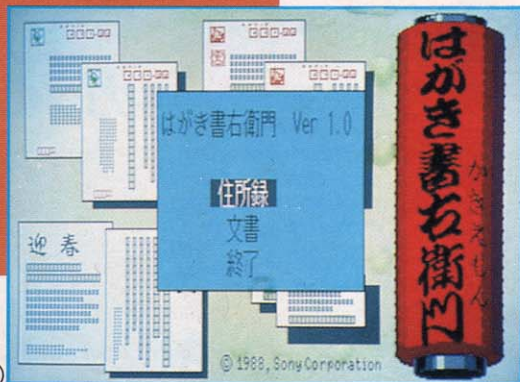 はがき書右衛門 Ver 1.0
住所録
文書
終了
迎春
© 1988, Sony Corporation
はがき書右衛門
かきえもん